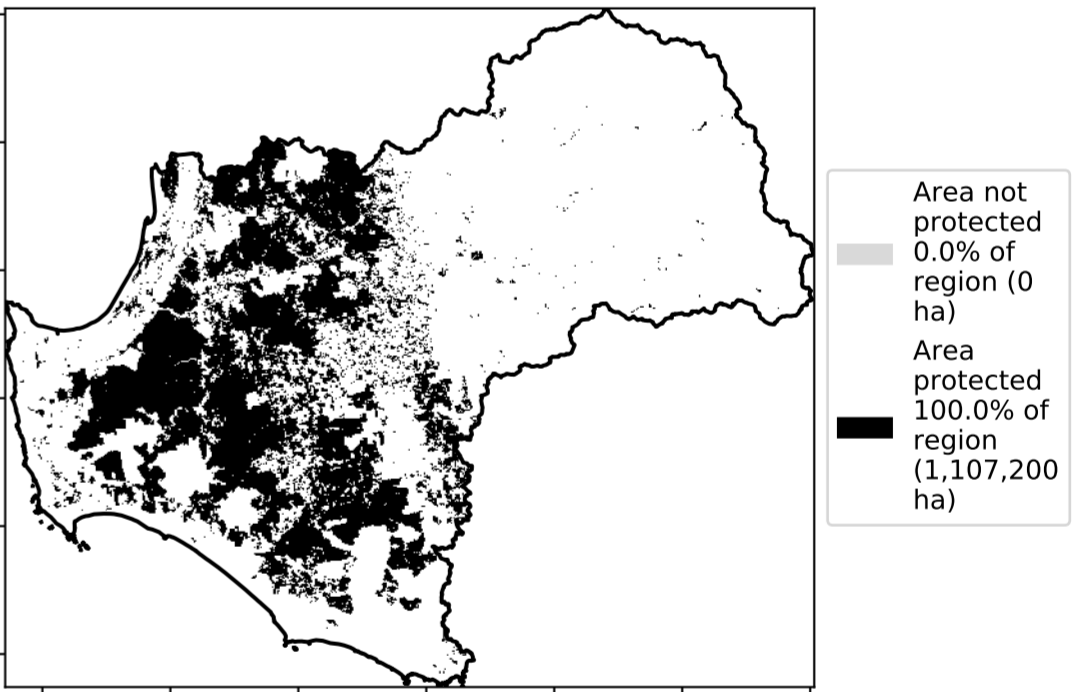 Area not
protected
0.0% of
region (0
ha)
Area
protected
100.0% of
region
(1,107,200
ha)